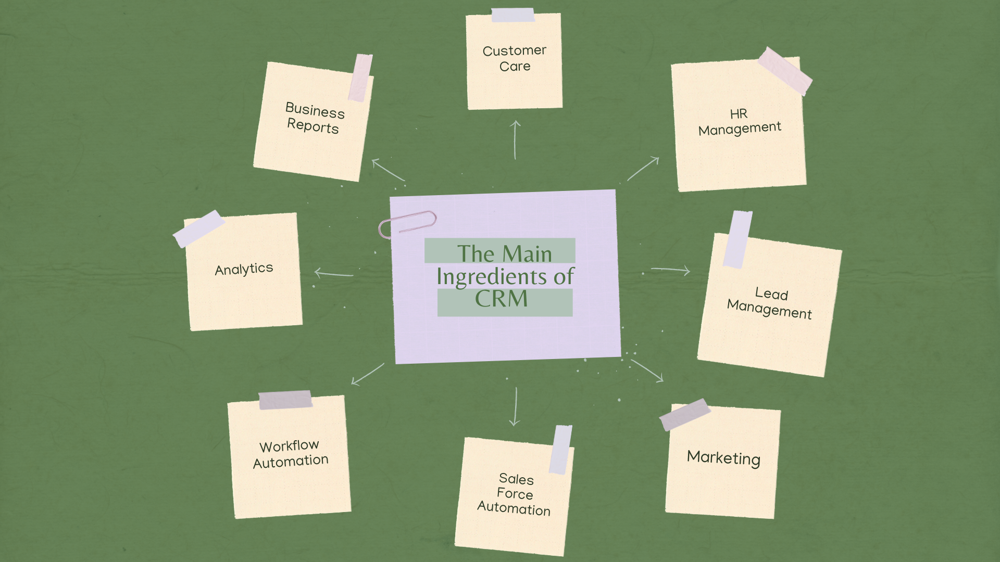 Customer
Care
Business
Reports
HR
Management
The Main
Ingredients of
CRM
Analytics
Lead
Management
Workflow
Automation
Marketing
Sales
Force
Automation